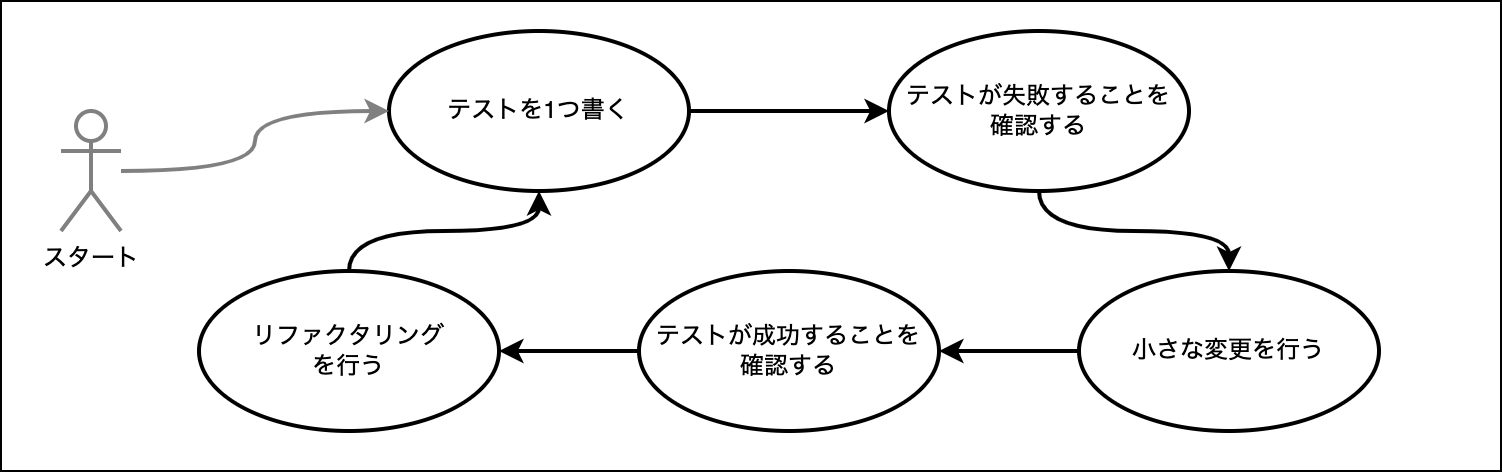 スタート
テストを1つ書く
テストが失敗することを
確認する
小さな変更を行う
テストが成功することを
確認する
リファクタリング
を行う